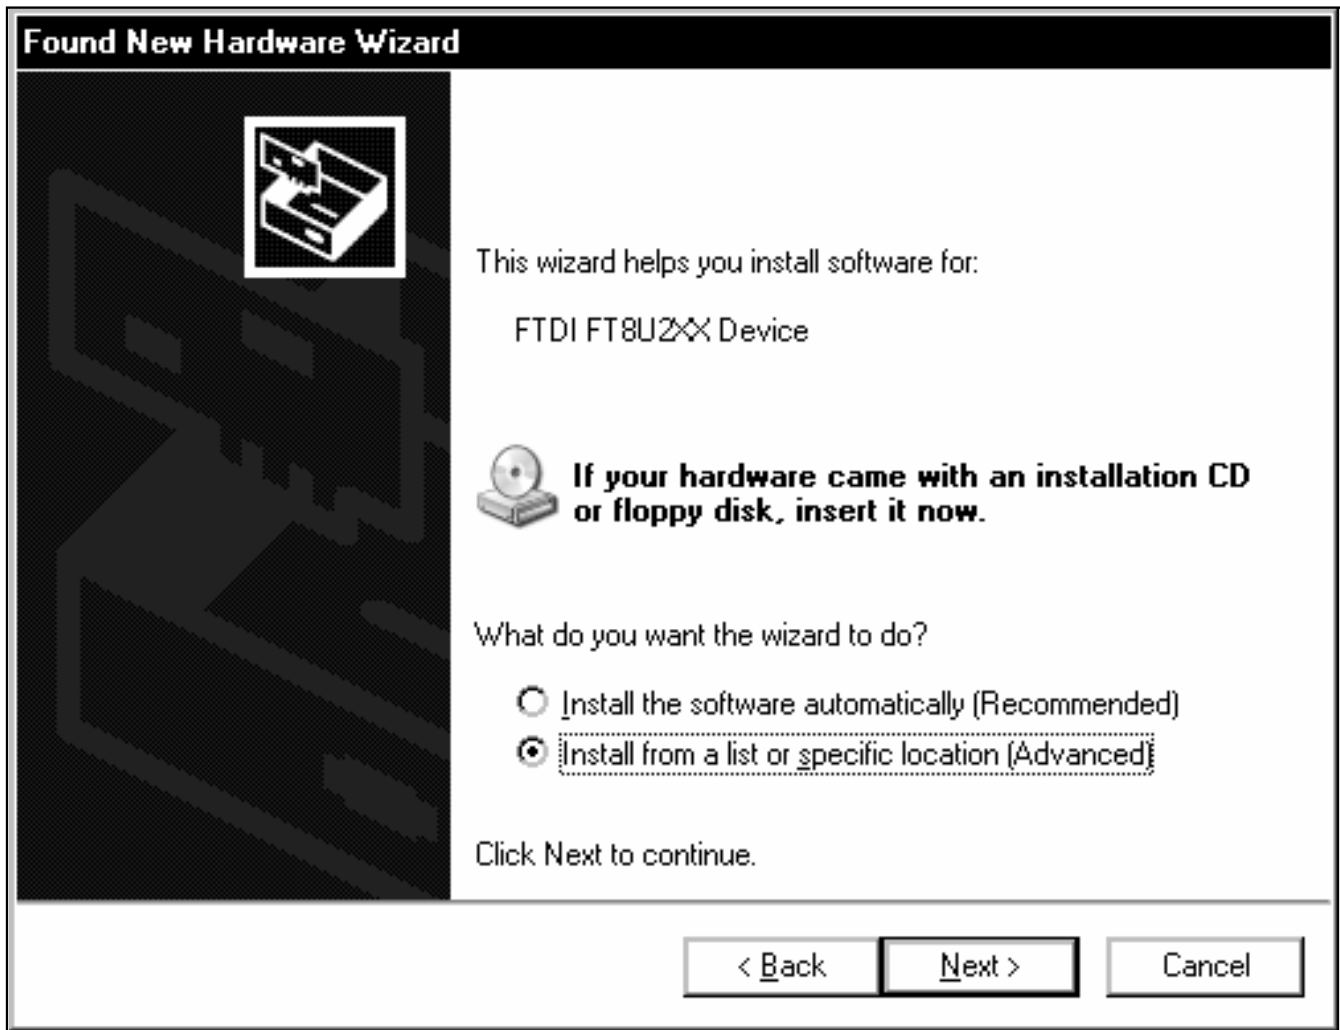 Found New Hardware Wizard
This wizard helps you install software for:
FTDI FT8U2XX Device
If your hardware came with an installation CD
or floppy disk, insert it now.
What do you want the wizard to do?
Install the software automatically (Recommended)
Install from a list or specific location (Advanced)
Click Next to continue.
< Back Next > Cancel